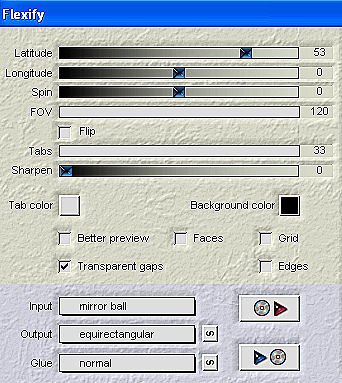 Flexify
Latitude 53
Longitude 0
Spin 0
FOV 120
Flip
Tabs 33
Sharpen 0
Tab color Background color
Better preview Faces Grid
Transparent gaps Edges
Input mirror ball
Output equirectangular S
Glue normal S